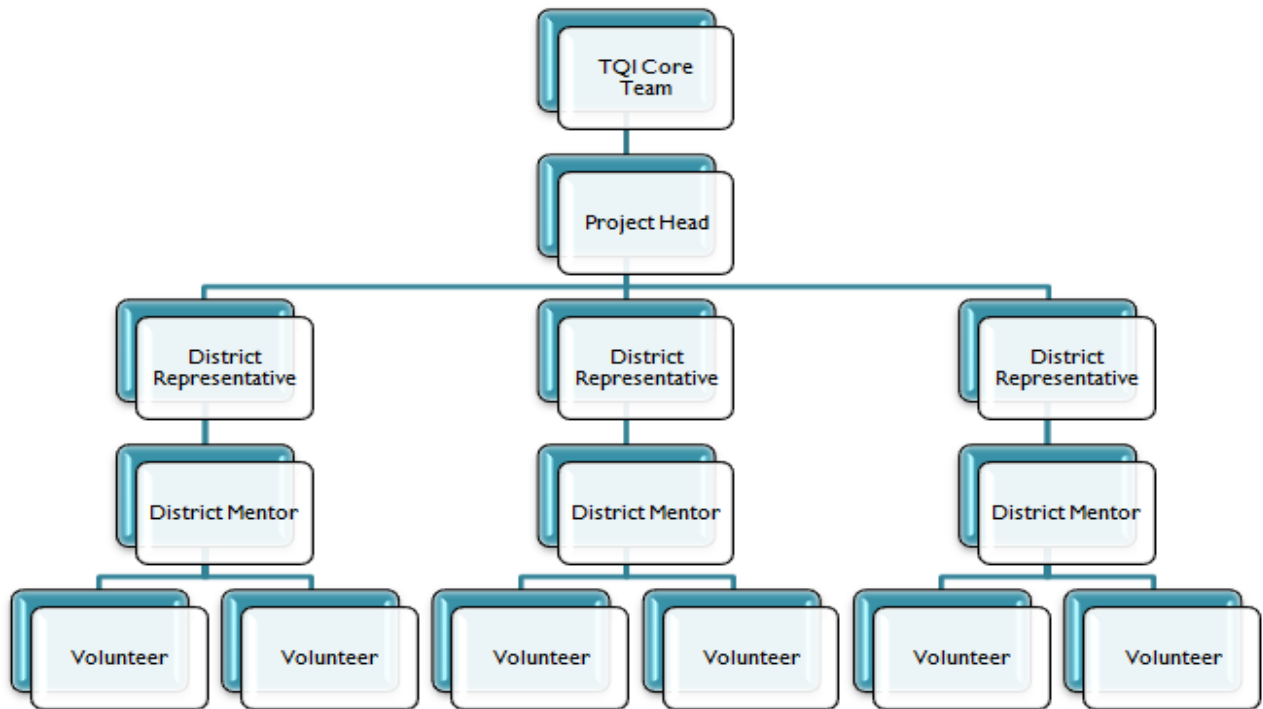 TQI Core
Team
Project Head
District
Representative
District
Representative
District
Representative
District Mentor
District Mentor
District Mentor
Volunteer
Volunteer
Volunteer
Volunteer
Volunteer
Volunteer